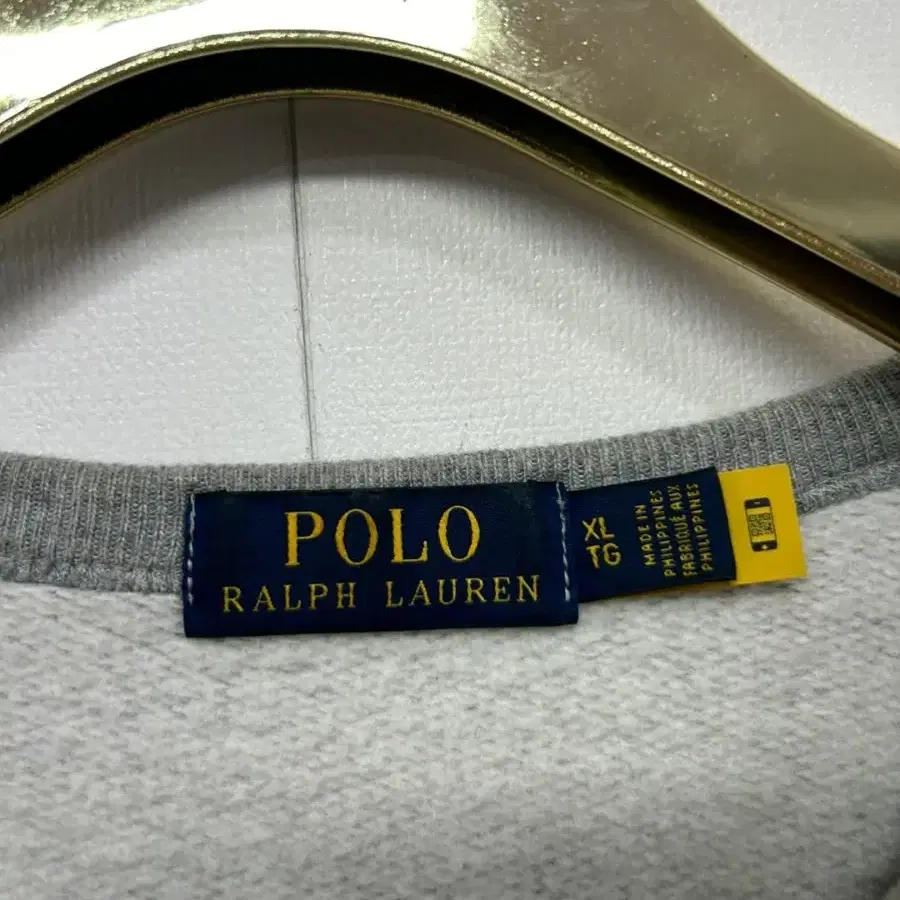 POLO
RALPH LAUREN
XL
TG
MADE IN
PHILIPPINES
FABRIQUÉ AUX
PHILIPPINES